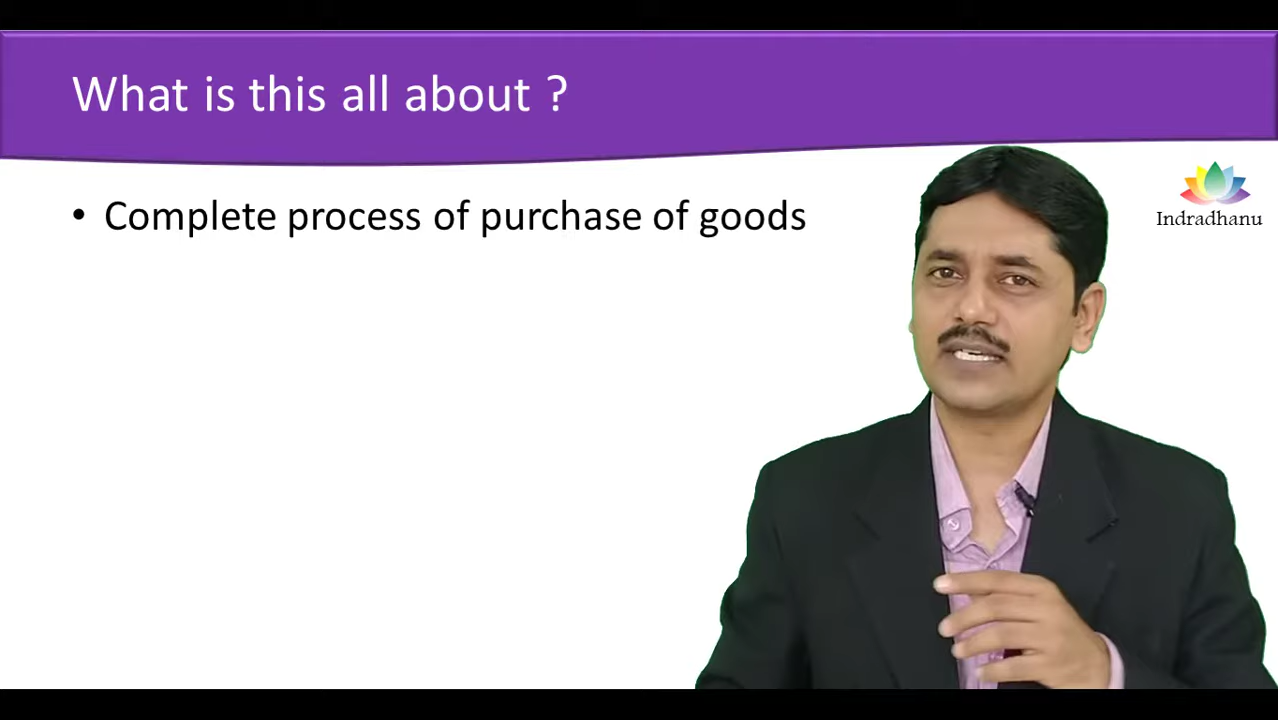 What is this all about ?
• Complete process of purchase of goods
Indradhanu